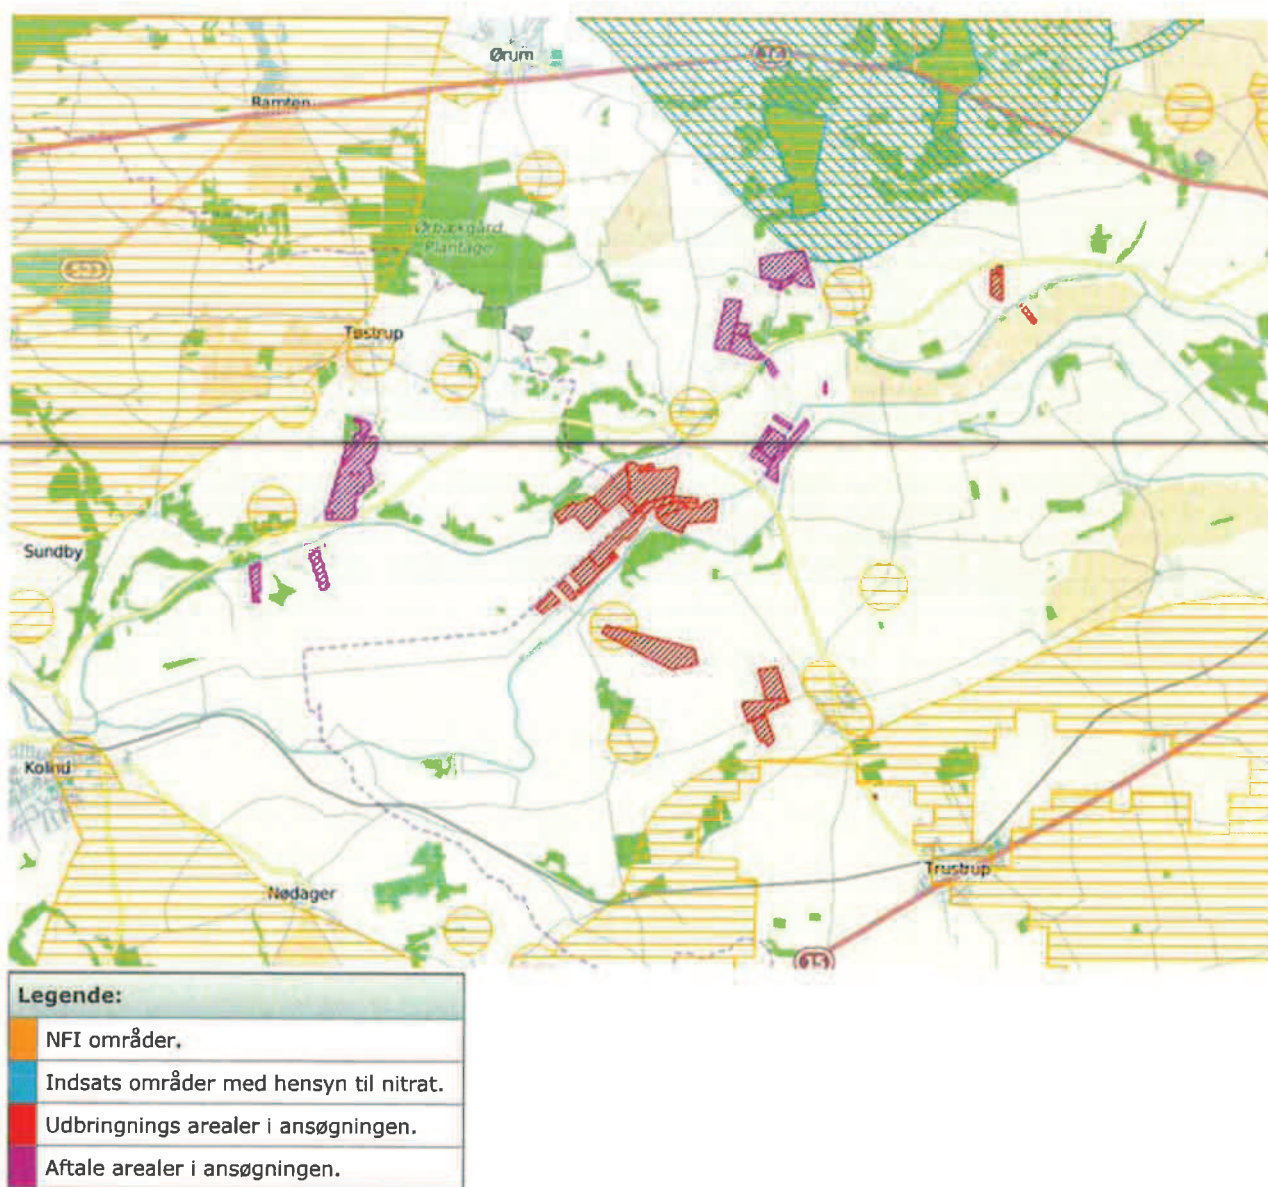 Ørum
Ramten
Ørbækgård
Plantage
Tøstrup
Sundby
Kolind
Nødager
Trustrup
Legende:
NFI områder.
Indsats områder med hensyn til nitrat.
Udbringnings arealer i ansøgningen.
Aftale arealer i ansøgningen.